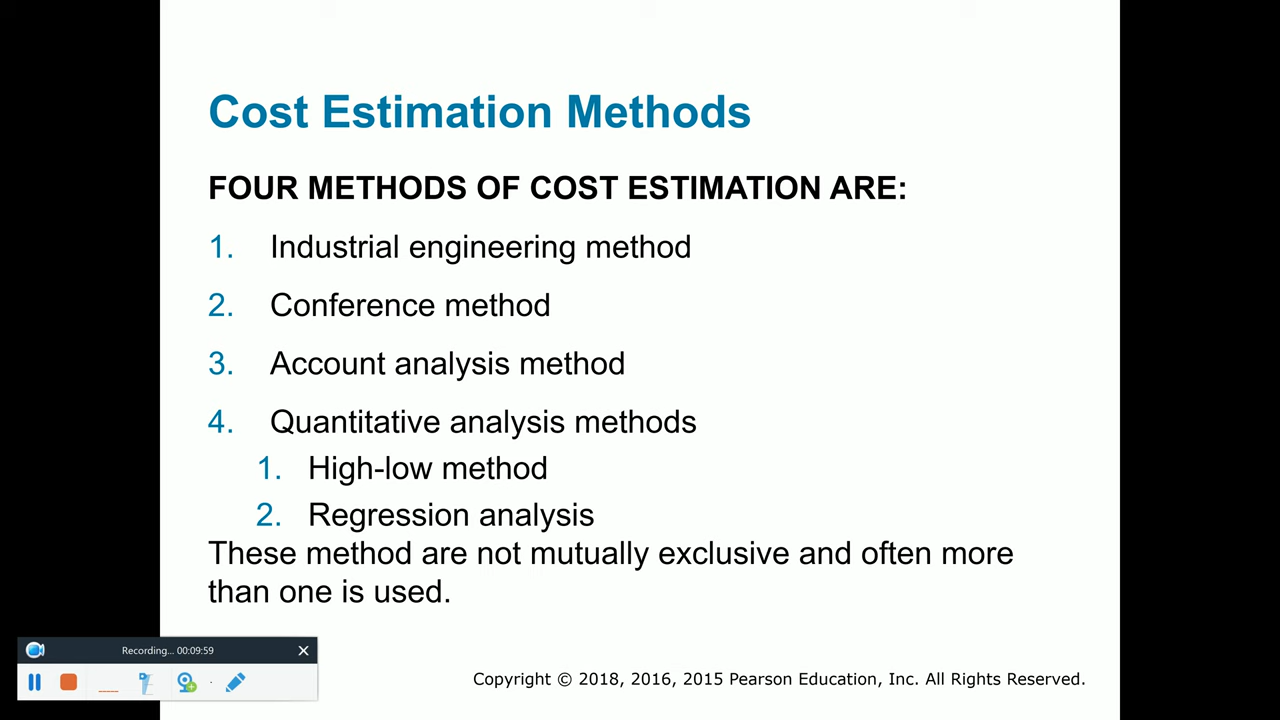 Cost Estimation Methods
FOUR METHODS OF COST ESTIMATION ARE:
1. Industrial engineering method
2. Conference method
3. Account analysis method
4. Quantitative analysis methods
1. High-low method
2. Regression analysis
These method are not mutually exclusive and often more
than one is used.
Recording... 00:09:59
Copyright © 2018, 2016, 2015 Pearson Education, Inc. All Rights Reserved.